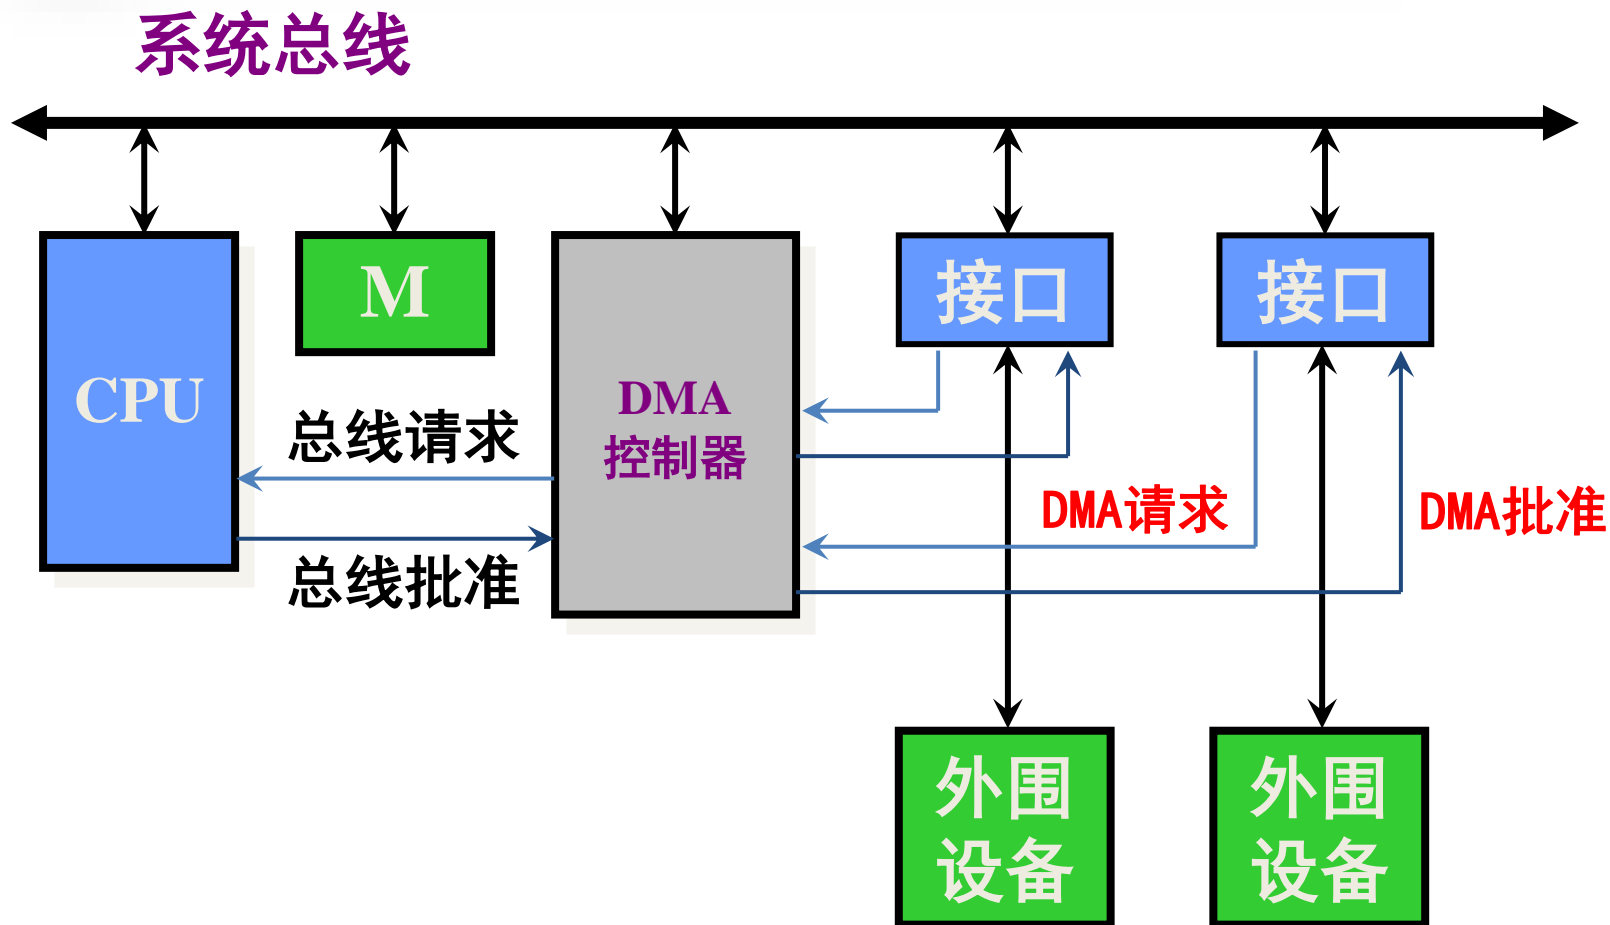 系统总线
M
接口
接口
CPU
DMA
控制器
总线请求
总线批准
DMA请求
DMA批准
外围
设备
外围
设备